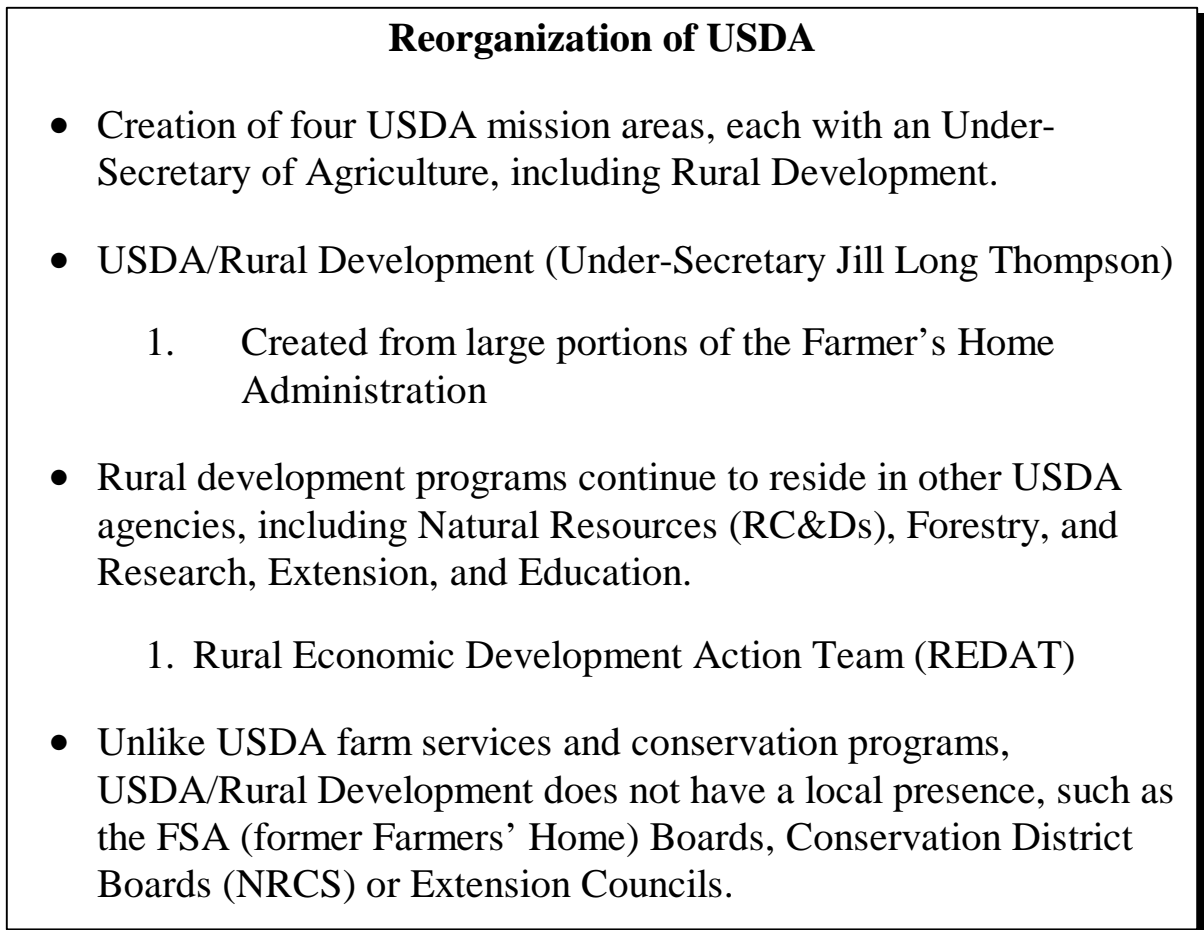 Reorganization of USDA
• Creation of four USDA mission areas, each with an Under-
Secretary of Agriculture, including Rural Development.
• USDA/Rural Development (Under-Secretary Jill Long Thompson)
1. Created from large portions of the Farmer's Home
Administration
• Rural development programs continue to reside in other USDA
agencies, including Natural Resources (RC&Ds), Forestry, and
Research, Extension, and Education.
1. Rural Economic Development Action Team (REDAT)
• Unlike USDA farm services and conservation programs,
USDA/Rural Development does not have a local presence, such as
the FSA (former Farmers' Home) Boards, Conservation District
Boards (NRCS) or Extension Councils.